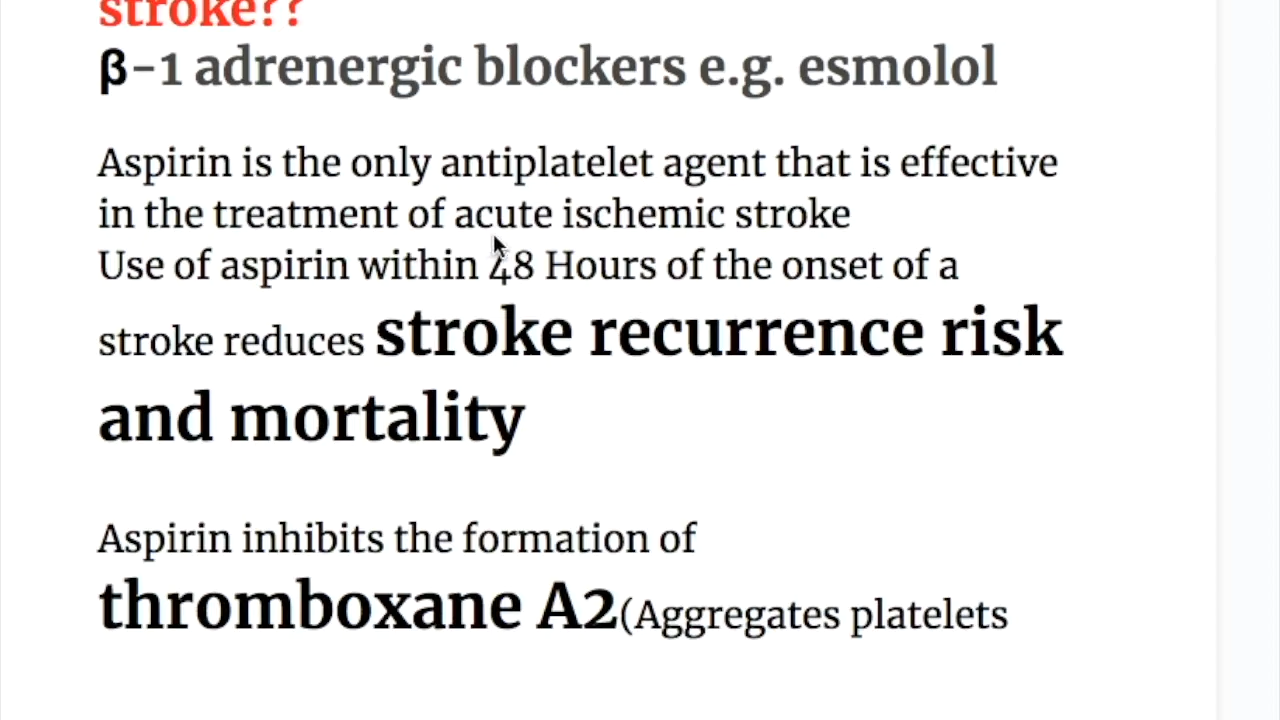 stroke??
β-1 adrenergic blockers e.g. esmolol
Aspirin is the only antiplatelet agent that is effective
in the treatment of acute ischemic stroke
Use of aspirin within 48 Hours of the onset of a
stroke reduces stroke recurrence risk
and mortality
Aspirin inhibits the formation of
thromboxane A2(Aggregates platelets